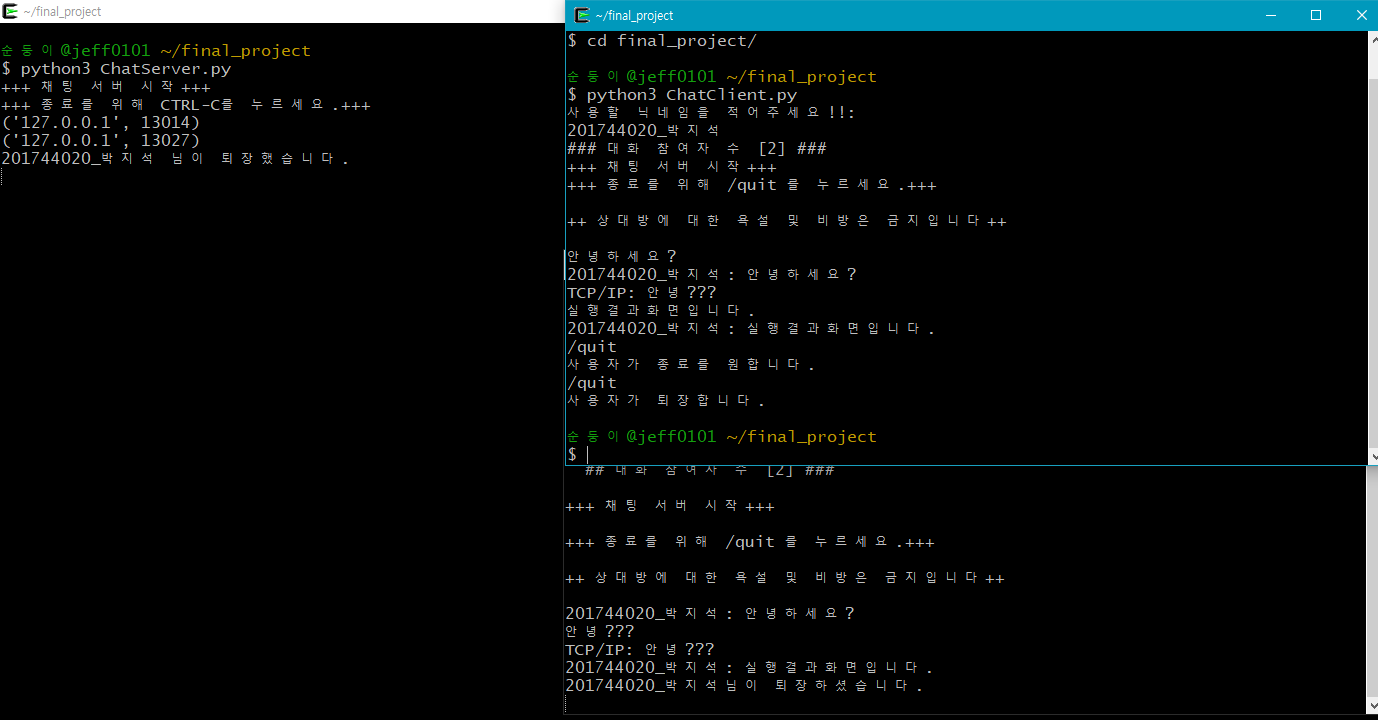 ~/final_project
순둥이@jeff0101 ~/final_project
$ python3 ChatServer.py
+++ 채팅 서버 시작 +++
+++ 종료를 위해 CTRL-C를 누르세요.+++
('127.0.0.1', 13014)
('127.0.0.1', 13027)
201744020_박지석 님이 퇴장했습니다.
~/final_project
$ cd final_project/
순둥이@jeff0101 ~/final_project
$ python3 ChatClient.py
사용할 닉네임을 적어주세요!!:
201744020_박지석
### 대화 참여자 수 [2] ###
+++ 채팅 서버 시작 +++
+++ 종료를 위해 /quit 를 누르세요.+++
++ 상대방에 대한 욕설 및 비방은 금지입니다 ++
안녕하세요?
201744020_박지석: 안녕하세요?
TCP/IP: 안녕???
실행결과화면입니다.
201744020_박지석: 실행결과화면입니다.
/quit
사용자가 종료를 원합니다.
/quit
사용자가 퇴장합니다.
순둥이@jeff0101 ~/final_project
$
## 대화 참여자 수 [2] ###
+++ 채팅 서버 시작 +++
+++ 종료를 위해 /quit 를 누르세요.+++
++ 상대방에 대한 욕설 및 비방은 금지입니다 ++
201744020_박지석: 안녕하세요?
안녕???
TCP/IP: 안녕???
201744020_박지석: 실행결과화면입니다.
201744020_박지석님이 퇴장하셨습니다.